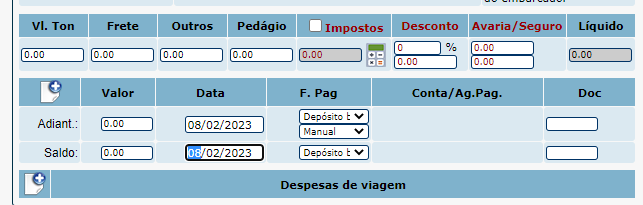 do embarcador
Vl. Ton Frete Outros Pedágio Impostos Desconto Avaria/Seguro Líquido
0.00 0.00 0.00 0.00 0.00 0 % 0.00 0.00
0.00 0.00
Valor Data F. Pag Conta/Ag.Pag. Doc
Adiant.: 0.00 08/02/2023 Depósito b
Manual
Saldo: 0.00 08/02/2023 Depósito b
Despesas de viagem